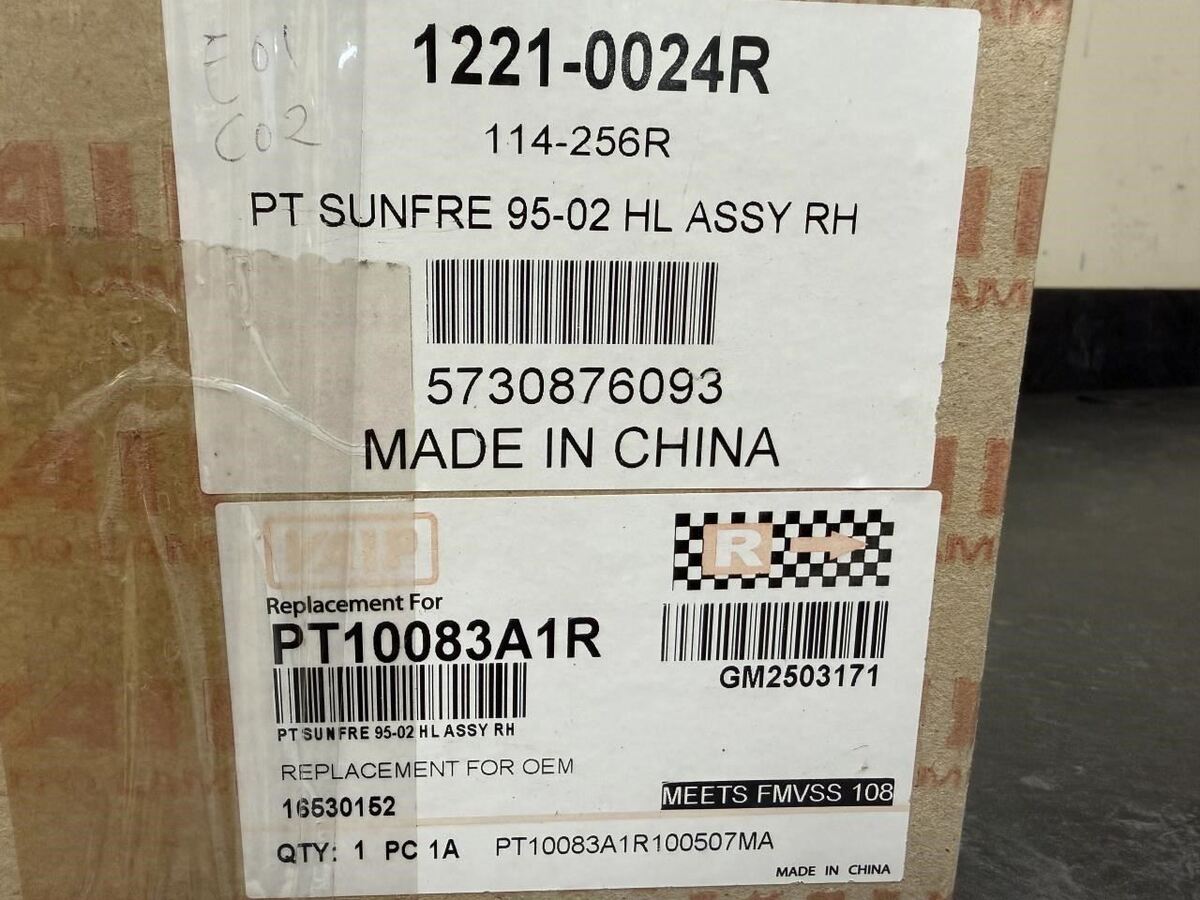 E 01
C02
1221-0024R
114-256R
PT SUNFRE 95-02 HL ASSY RH
5730876093
MADE IN CHINA
R
Replacement For
PT10083A1R
GM2503171
PT SUNFRE 95-02 HL ASSY RH
REPLACEMENT FOR OEM
16530152
MEETS FMVSS 108
QTY: 1 PC 1A PT10083A1R100507MA
MADE IN CHINA